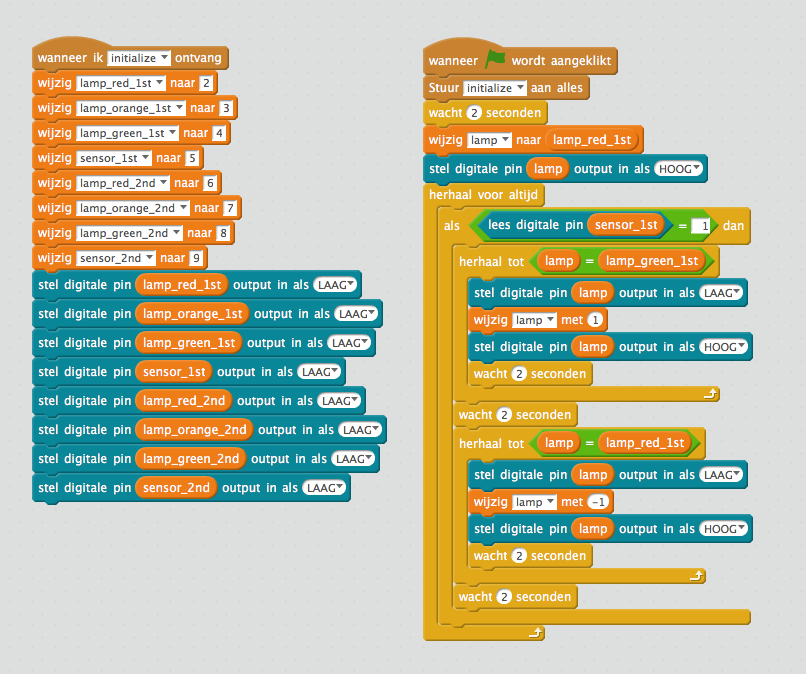 wanneer ik initialize ontvang
wijzig lamp_red_1st naar 2
wijzig lamp_orange_1st naar 3
wijzig lamp_green_1st naar 4
wijzig sensor_1st naar 5
wijzig lamp_red_2nd naar 6
wijzig lamp_orange_2nd naar 7
wijzig lamp_green_2nd naar 8
wijzig sensor_2nd naar 9
stel digitale pin lamp_red_1st output in als LAAG
stel digitale pin lamp_orange_1st output in als LAAG
stel digitale pin lamp_green_1st output in als LAAG
stel digitale pin sensor_1st output in als LAAG
stel digitale pin lamp_red_2nd output in als LAAG
stel digitale pin lamp_orange_2nd output in als LAAG
stel digitale pin lamp_green_2nd output in als LAAG
stel digitale pin sensor_2nd output in als LAAG
wanneer wordt aangeklikt
Stuur initialize aan alles
wacht 2 seconden
wijzig lamp naar lamp_red_1st
stel digitale pin lamp output in als HOOG
herhaal voor altijd
als lees digitale pin sensor_1st = 1 dan
herhaal tot lamp = lamp_green_1st
stel digitale pin lamp output in als LAAG
wijzig lamp met 1
stel digitale pin lamp output in als HOOG
wacht 2 seconden
wacht 2 seconden
herhaal tot lamp = lamp_red_1st
stel digitale pin lamp output in als LAAG
wijzig lamp met -1
stel digitale pin lamp output in als HOOG
wacht 2 seconden
wacht 2 seconden